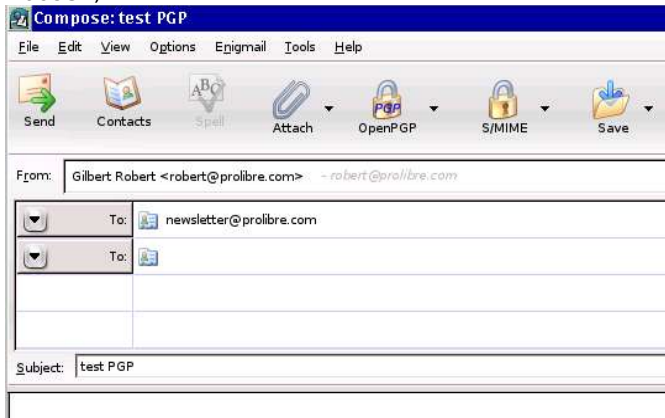 Compose: test PGP
File Edit View Options Enigmail Tools Help
ABC
PGP
Send Contacts Spell Attach OpenPGP S/MIME Save
From: Gilbert Robert <robert@prolibre.com> - robert@prolibre.com
To: newsletter@prolibre.com
To:
Subject: test PGP